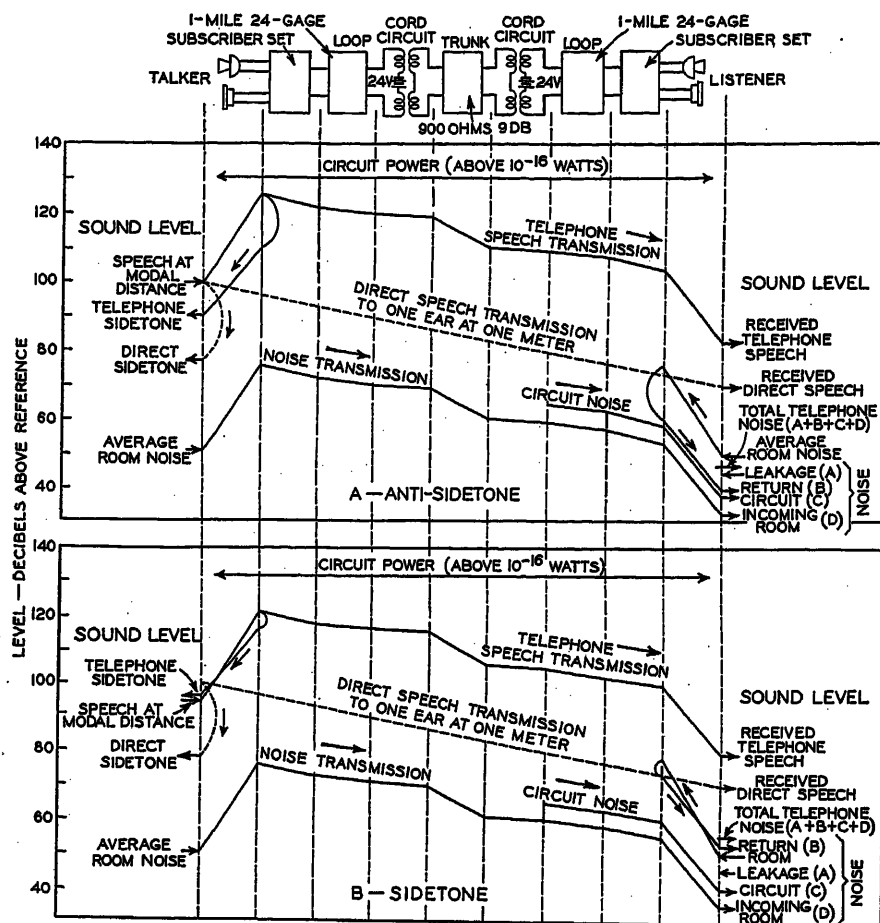 1-MILE 24-GAGE
SUBSCRIBER SET
LOOP
CORD
CIRCUIT
TRUNK
CORD
CIRCUIT
LOOP
1-MILE 24-GAGE
SUBSCRIBER SET
TALKER
24V
24V
LISTENER
900 OHMS 9 DB
LEVEL—DECIBELS ABOVE REFERENCE
140
120
100
80
60
40
CIRCUIT POWER (ABOVE 10-16 WATTS)
SOUND LEVEL
SPEECH AT
MODAL
DISTANCE
TELEPHONE
SIDETONE
DIRECT
SIDETONE
AVERAGE
ROOM NOISE
TELEPHONE
SPEECH TRANSMISSION
DIRECT SPEECH TRANSMISSION
TO ONE EAR AT ONE METER
NOISE TRANSMISSION
CIRCUIT NOISE
A—ANTI-SIDETONE
SOUND LEVEL
RECEIVED
TELEPHONE
SPEECH
RECEIVED
DIRECT SPEECH
TOTAL TELEPHONE
NOISE (A+B+C+D)
AVERAGE
ROOM NOISE
LEAKAGE (A)
RETURN (B)
CIRCUIT (C)
INCOMING (D)
ROOM
NOISE
140
120
100
80
60
40
CIRCUIT POWER (ABOVE 10-16 WATTS)
SOUND LEVEL
TELEPHONE
SIDETONE
SPEECH AT
MODAL DISTANCE
DIRECT
SIDETONE
AVERAGE
ROOM NOISE
TELEPHONE
SPEECH TRANSMISSION
DIRECT SPEECH TRANSMISSION
TO ONE EAR AT ONE METER
NOISE TRANSMISSION
CIRCUIT NOISE
B—SIDETONE
SOUND LEVEL
RECEIVED
TELEPHONE
SPEECH
RECEIVED
DIRECT SPEECH
TOTAL TELEPHONE
NOISE (A+B+C+D)
RETURN (B)
ROOM
LEAKAGE (A)
CIRCUIT (C)
INCOMING (D)
ROOM
NOISE